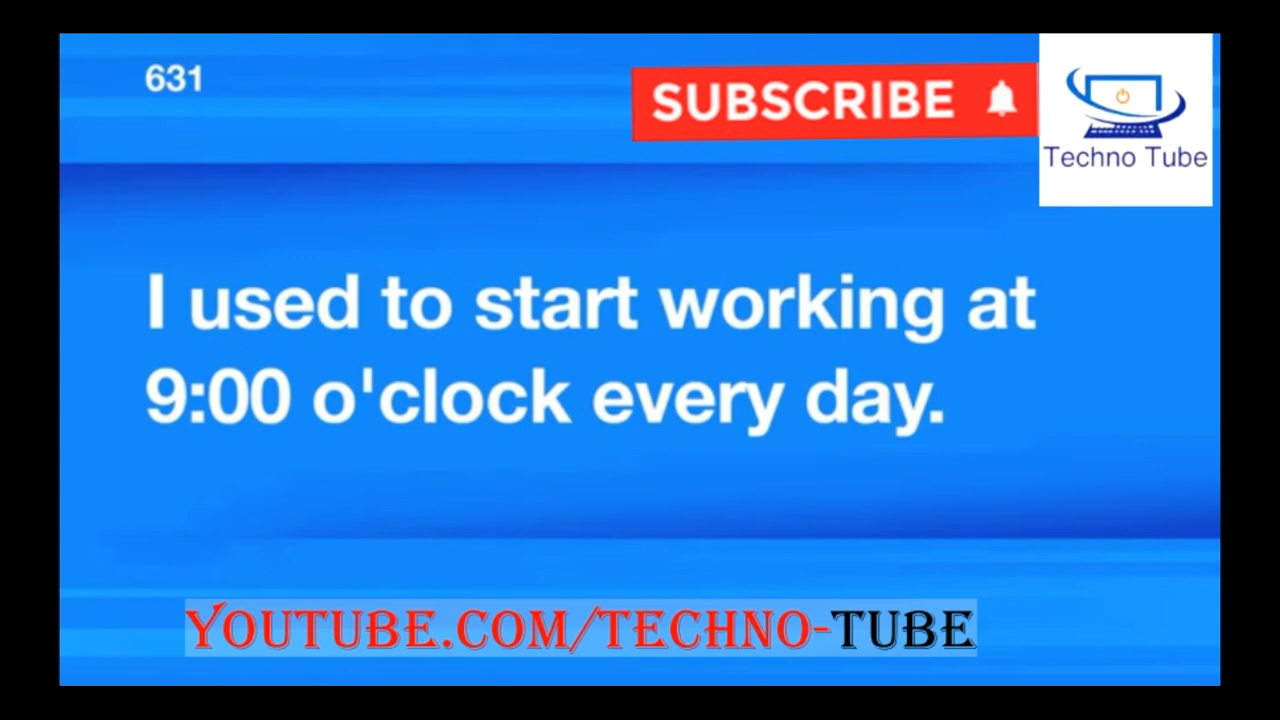 631
SUBSCRIBE
Techno Tube
I used to start working at
9:00 o'clock every day.
YOUTUBE.COM/TECHNO-TUBE